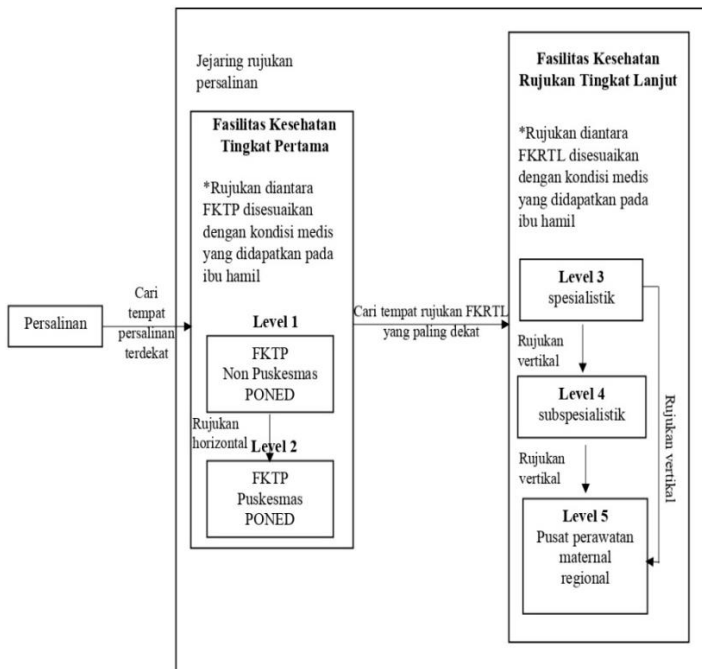 Jejaring rujukan
persalinan
Persalinan
Cari
tempat
persalinan
terdekat
Fasilitas Kesehatan
Tingkat Pertama
*Rujukan diantara
FKTP disesuaikan
dengan kondisi medis
yang didapatkan pada
ibu hamil
Level 1
FKTP
Non Puskesmas
PONED
Rujukan
horizontal
Level 2
FKTP
Puskesmas
PONED
Cari tempat rujukan FKRTL
yang paling dekat
Fasilitas Kesehatan
Rujukan Tingkat Lanjut
*Rujukan diantara
FKRTL disesuaikan
dengan kondisi medis
yang didapatkan pada
ibu hamil
Level 3
spesialistik
Rujukan
vertikal
Level 4
subspesialistik
Rujukan
vertikal
Level 5
Pusat perawatan
maternal
regional
Rujukan vertikal